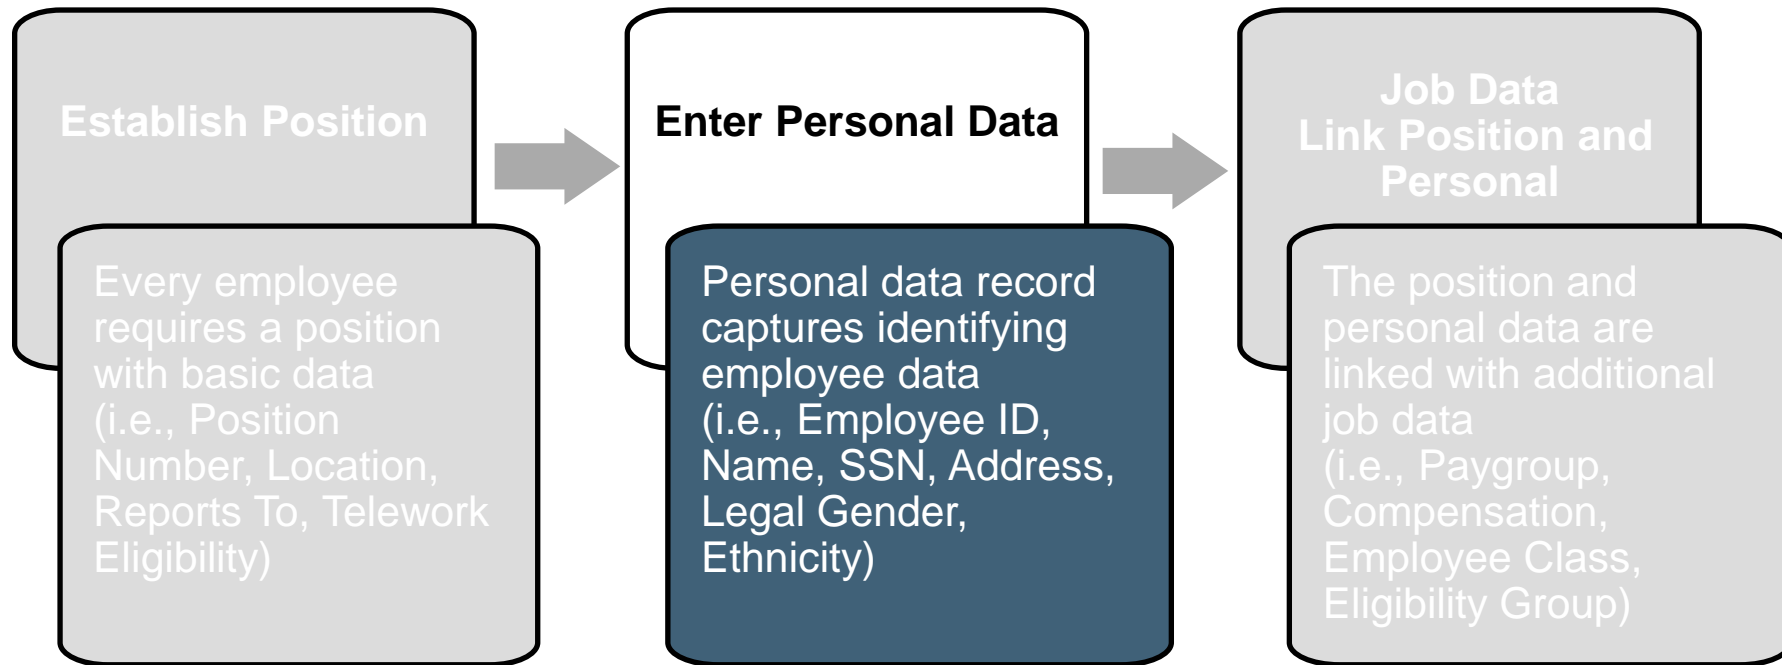 Establish Position
Every employee
requires a position
with basic data
(i.e., Position
Number, Location,
Reports To, Telework
Eligibility)
Enter Personal Data
Personal data record
captures identifying
employee data
(i.e., Employee ID,
Name, SSN, Address,
Legal Gender,
Ethnicity)
Job Data
Link Position and
Personal
The position and
personal data are
linked with additional
job data
(i.e., Paygroup,
Compensation,
Employee Class,
Eligibility Group)